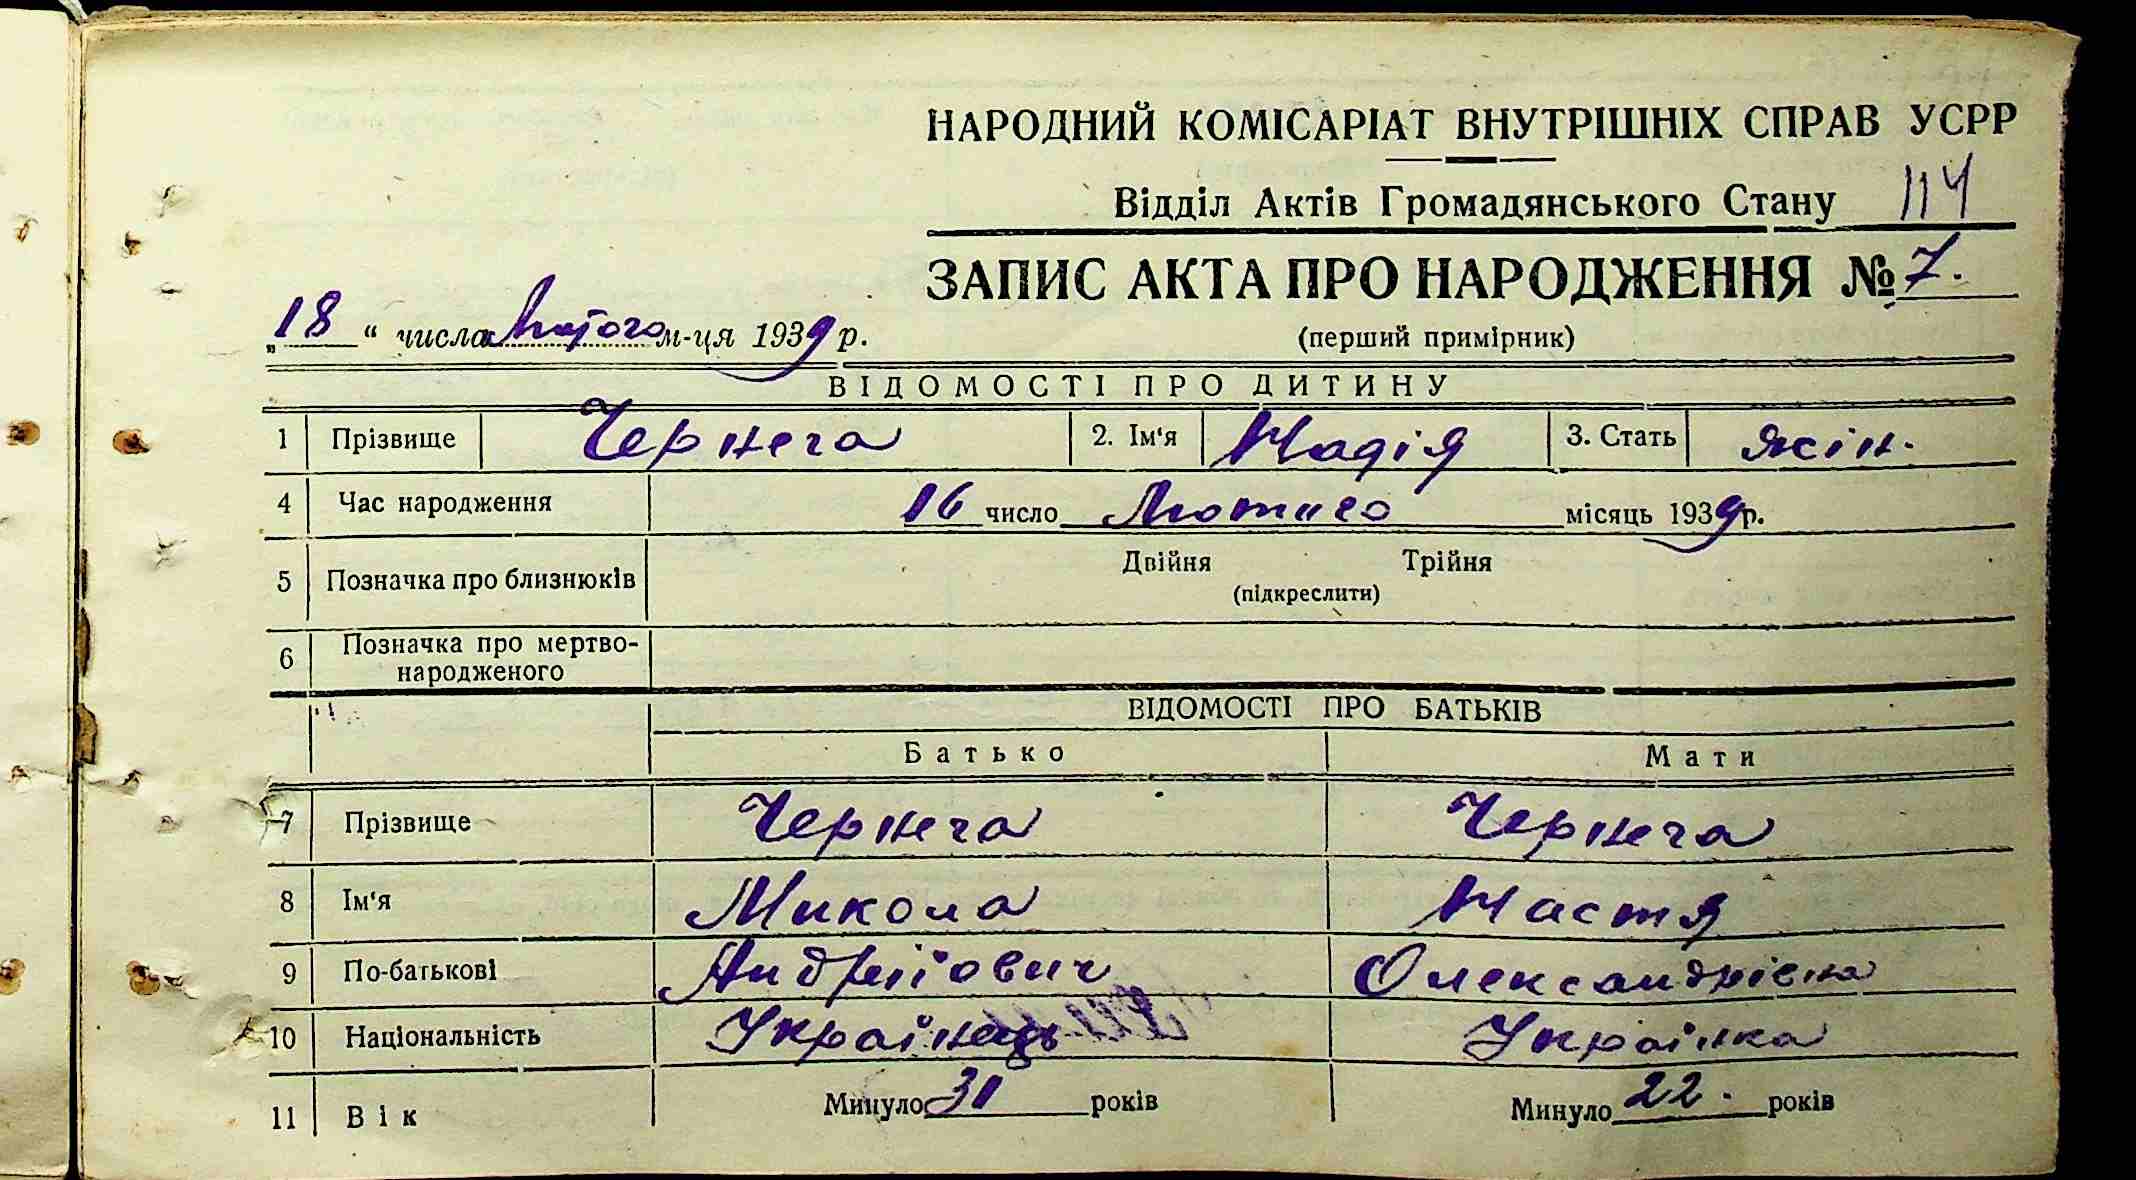 НАРОДНИЙ КОМІСАРІАТ ВНУТРІШНІХ СПРАВ УСРР
Відділ Актів Громадянського Стану 114
ЗАПИС АКТА ПРО НАРОДЖЕННЯ № 7.
„18“ числа Лютого м-ця 1939 р.
(перший примірник)
ВІДОМОСТІ ПРО ДИТИНУ
1 Прізвище Чернега 2. Ім‘я Надія 3. Стать жін.
4 Час народження 16 число Лютого місяць 1939 р.
5 Позначка про близнюків Двійня Трійня
(підкреслити)
6 Позначка про мертво-
народженого
ВІДОМОСТІ ПРО БАТЬКІВ
Батько Мати
7 Прізвище Чернега Чернега
8 Ім‘я Микола Настя
9 По-батькові Андрійович Олександрівна
10 Національність Українець Українка
11 Вік Минуло 31 років Минуло 22. років